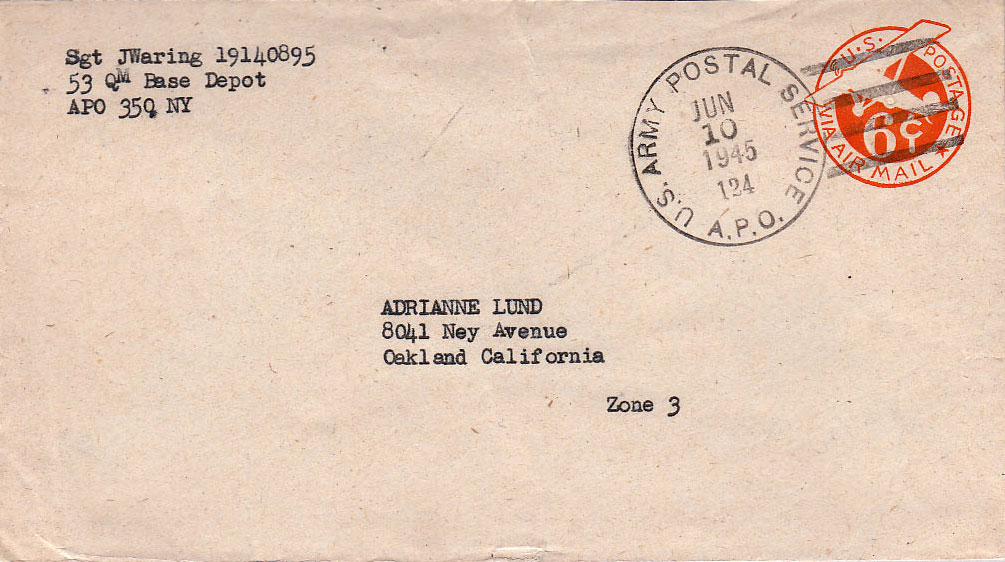 Sgt JWaring 19140895
53 QM Base Depot
APO 350 NY
U.S. ARMY POSTAL SERVICE
JUN
10
1945
124
A.P.O.
U.S. POSTAGE
6¢
VIA AIR MAIL
ADRIANNE LUND
8041 Ney Avenue
Oakland California
Zone 3